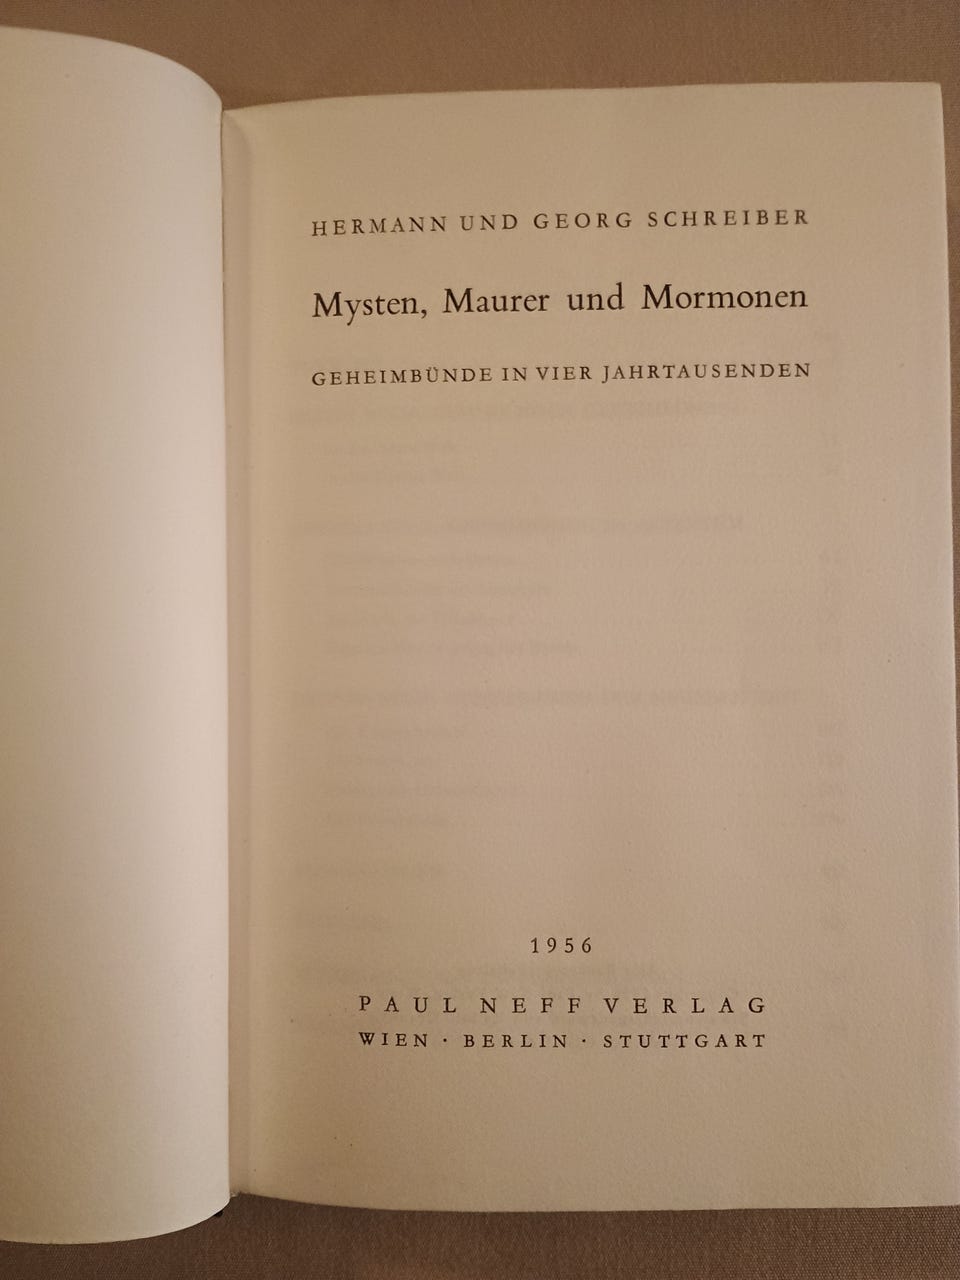 HERMANN UND GEORG SCHREIBER
Mysten, Maurer und Mormonen
GEHEIMBÜNDE IN VIER JAHRTAUSENDEN
1956
PAUL NEFF VERLAG
WIEN · BERLIN · STUTTGART